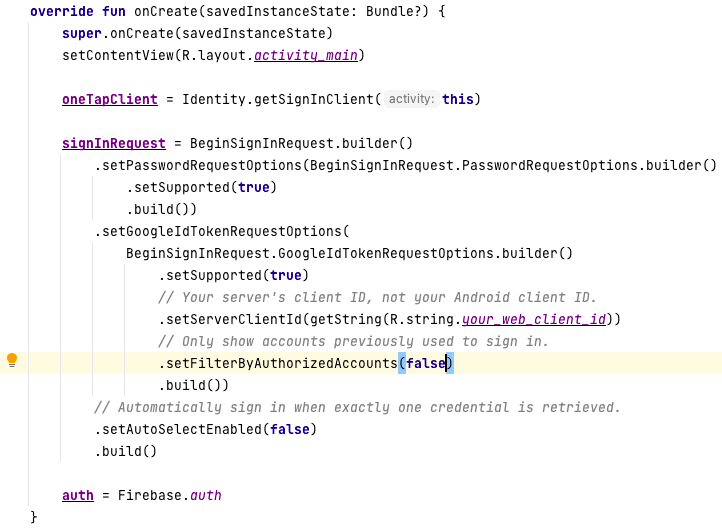 override fun onCreate(savedInstanceState: Bundle?) {
super.onCreate(savedInstanceState)
setContentView(R.layout.activity_main)
oneTapClient = Identity.getSignInClient( activity: this)
signInRequest = BeginSignInRequest.builder()
.setPasswordRequestOptions(BeginSignInRequest.PasswordRequestOptions.builder()
.setSupported(true)
.build())
.setGoogleIdTokenRequestOptions(
BeginSignInRequest.GoogleIdTokenRequestOptions.builder()
.setSupported(true)
// Your server's client ID, not your Android client ID.
.setServerClientId(getString(R.string.your_web_client_id))
// Only show accounts previously used to sign in.
.setFilterByAuthorizedAccounts(false)
.build())
// Automatically sign in when exactly one credential is retrieved.
.setAutoSelectEnabled(false)
.build()
auth = Firebase.auth
}